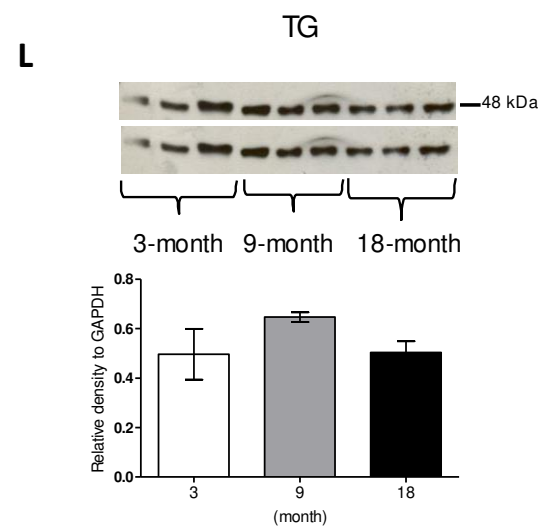 TG
L
48 kDa
3-month 9-month 18-month
Relative density to GAPDH
0.8
0.6
0.4
0.2
0.0
3 9 18
(month)